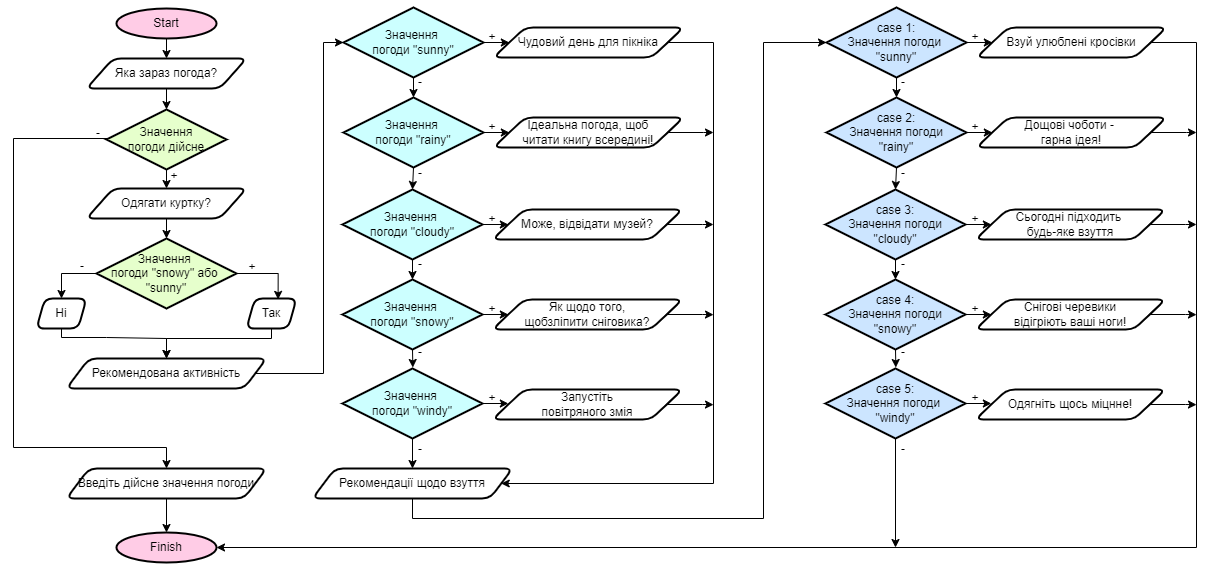 Start
Яка зараз погода?
Значення
погоди дійсне
-
+
Одягати куртку?
Значення
погоди "snowy" або
"sunny"
-
+
Ні
Так
Рекомендована активність
Введіть дійсне значення погоди
Finish
Значення
погоди "sunny"
+
Чудовий день для пікніка
-
Значення
погоди "rainy"
+
Ідеальна погода, щоб
читати книгу всередині!
-
Значення
погоди "cloudy"
+
Може, відвідати музей?
-
Значення
погоди "snowy"
+
Як щодо того,
щобзліпити сніговика?
-
Значення
погоди "windy"
+
Запустіть
повітряного змія
-
Рекомендації щодо взуття
case 1:
Значення погоди
"sunny"
+
Взуй улюблені кросівки
-
case 2:
Значення погоди
"rainy"
+
Дощові чоботи -
гарна ідея!
-
case 3:
Значення погоди
"cloudy"
+
Сьогодні підходить
будь-яке взуття
-
case 4:
Значення погоди
"snowy"
+
Снігові черевики
відігріють ваші ноги!
-
case 5:
Значення погоди
"windy"
+
Одягніть щось міцнне!
-